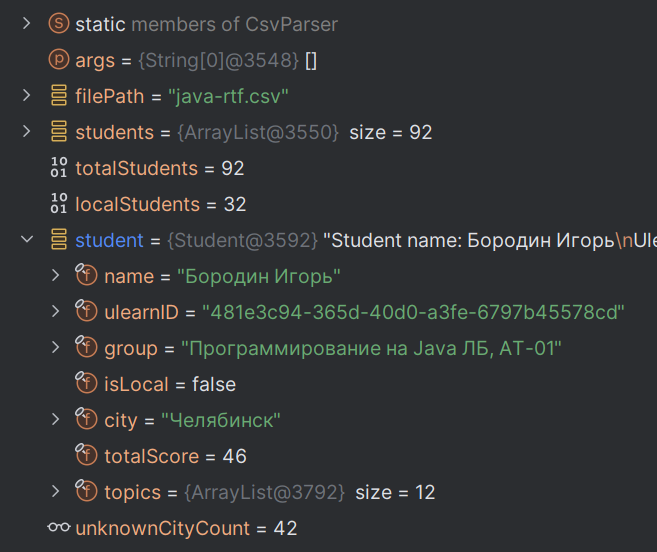 static members of CsvParser
args = {String[0]@3548} []
filePath = "java-rtf.csv"
students = {ArrayList@3550} size = 92
totalStudents = 92
localStudents = 32
student = {Student@3592} "Student name: Бородин Игорь\nUle
name = "Бородин Игорь"
ulearnID = "481e3c94-365d-40d0-a3fe-6797b45578cd"
group = "Программирование на Java ЛБ, АТ-01"
isLocal = false
city = "Челябинск"
totalScore = 46
topics = {ArrayList@3792} size = 12
unknownCityCount = 42